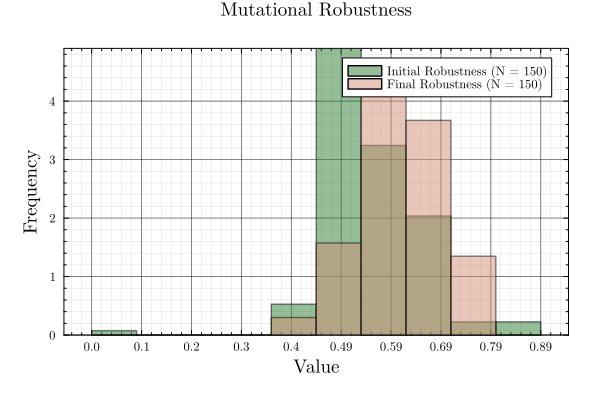 Mutational Robustness
Initial Robustness (N = 150)
Final Robustness (N = 150)
Frequency
4
3
2
1
0
0.0 0.1 0.2 0.3 0.4 0.49 0.59 0.69 0.79 0.89
Value